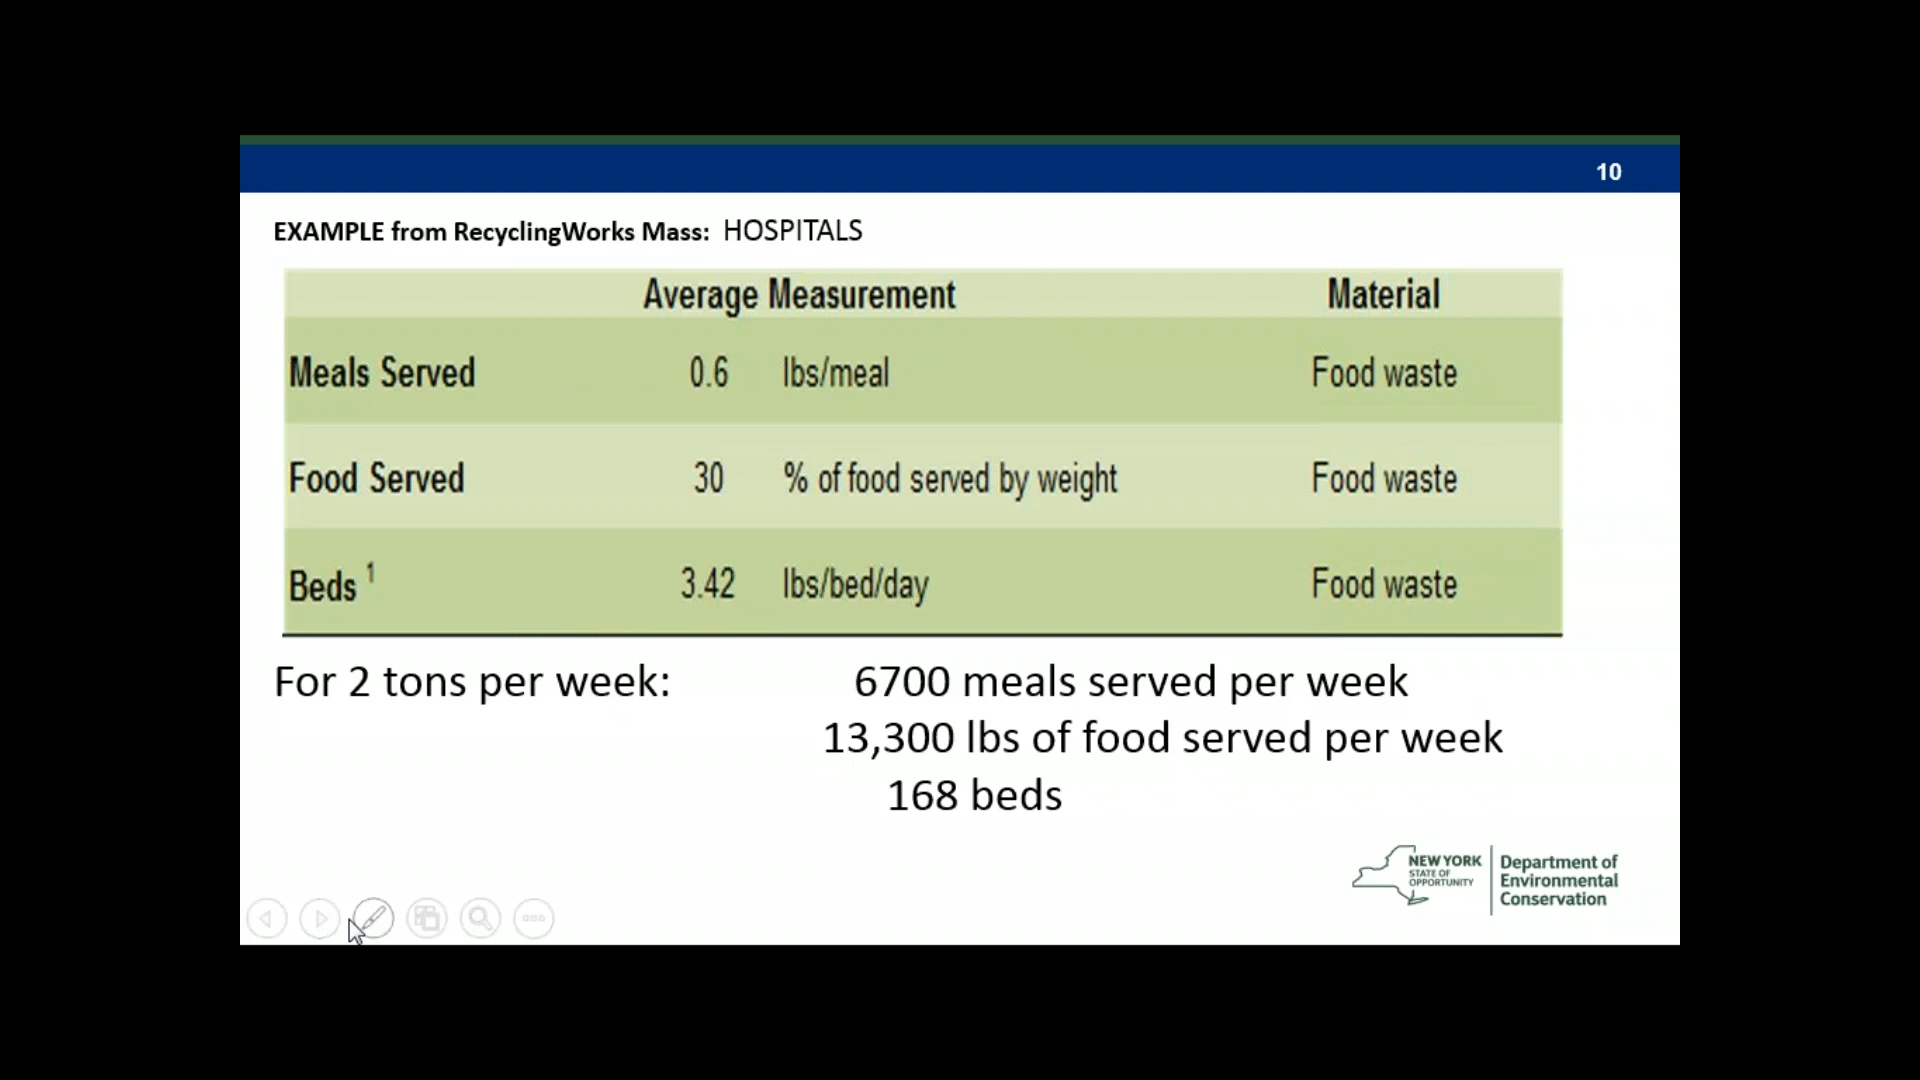 10
EXAMPLE from RecyclingWorks Mass: HOSPITALS
Average Measurement Material
Meals Served 0.6 lbs/meal Food waste
Food Served 30 % of food served by weight Food waste
Beds 1 3.42 lbs/bed/day Food waste
For 2 tons per week: 6700 meals served per week
13,300 lbs of food served per week
168 beds
NEW YORK
STATE OF
OPPORTUNITY
Department of
Environmental
Conservation